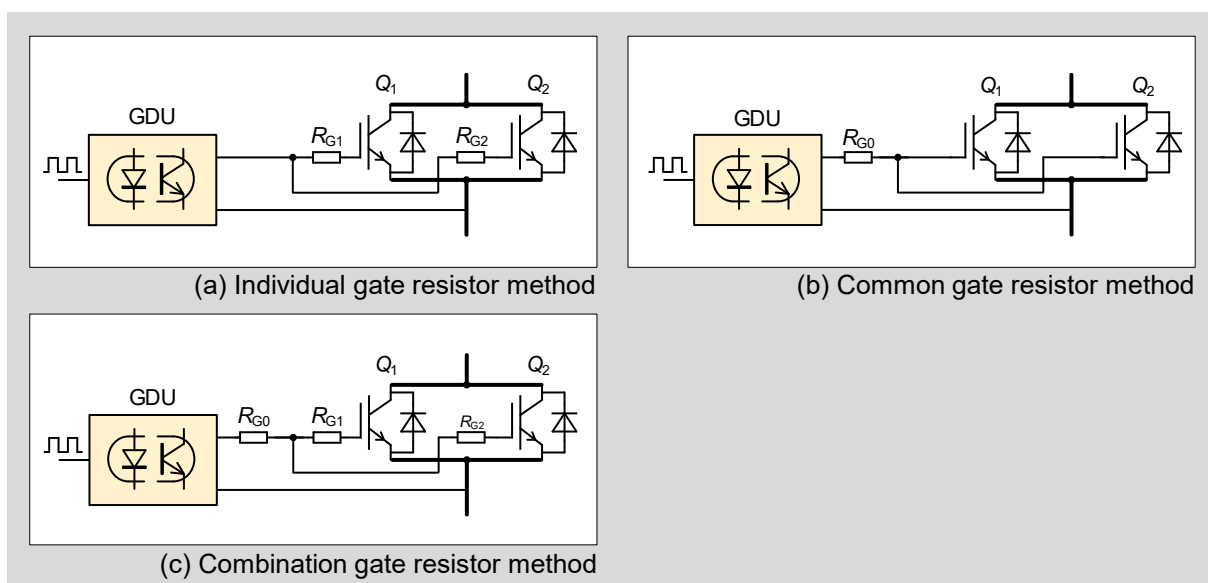 Q1
Q2
GDU
RG1
RG2
(a) Individual gate resistor method
Q1
Q2
GDU
RG0
(b) Common gate resistor method
Q1
Q2
GDU
RG0
RG1
RG2
(c) Combination gate resistor method